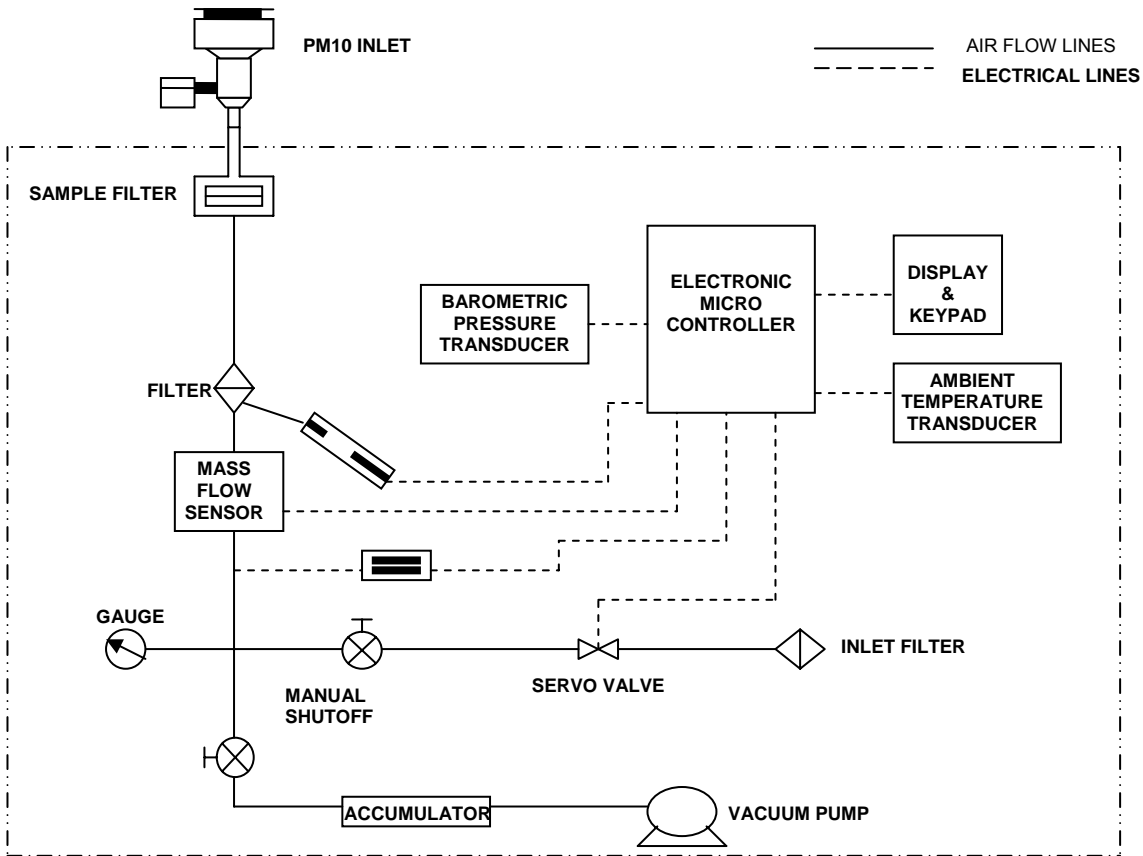 PM10 INLET
AIR FLOW LINES
ELECTRICAL LINES
SAMPLE FILTER
ELECTRONIC
MICRO
CONTROLLER
DISPLAY
&
KEYPAD
BAROMETRIC
PRESSURE
TRANSDUCER
FILTER
AMBIENT
TEMPERATURE
TRANSDUCER
MASS
FLOW
SENSOR
GAUGE
INLET FILTER
MANUAL
SHUTOFF
SERVO VALVE
ACCUMULATOR
VACUUM PUMP